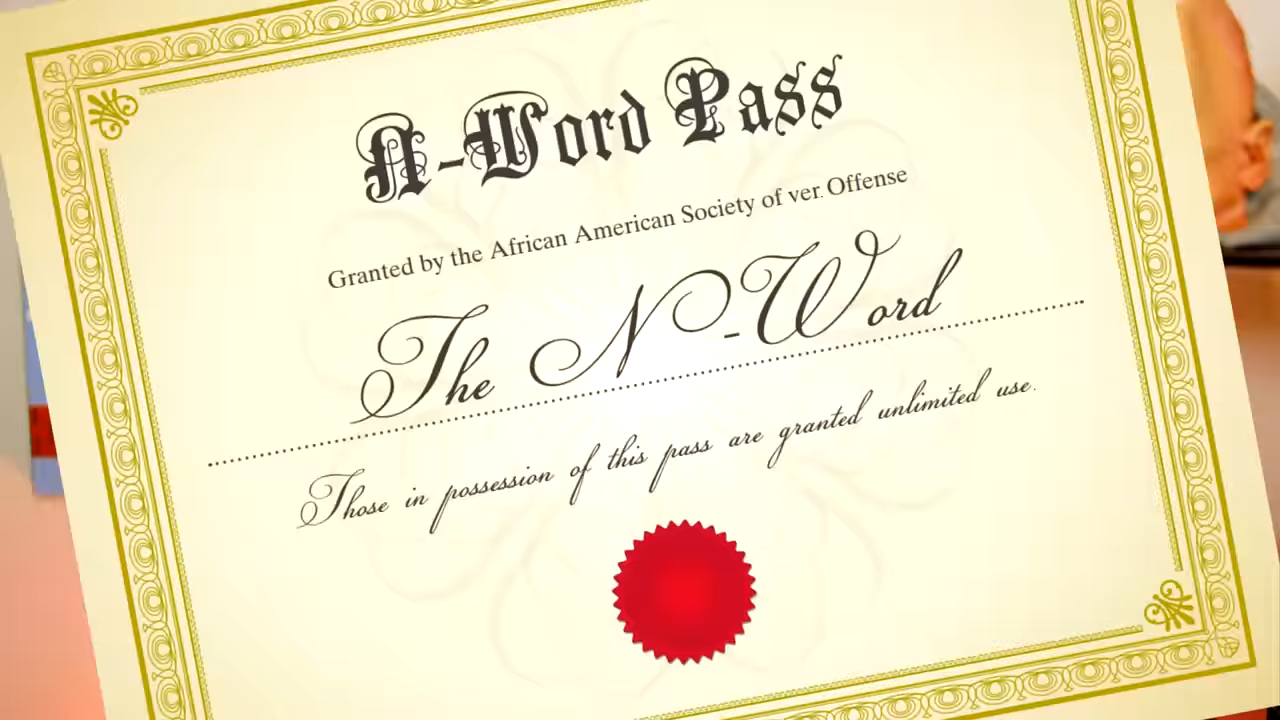 N-Word Pass
Granted by the African American Society of ver. Offense
The N-Word
Those in possession of this pass are granted unlimited use.